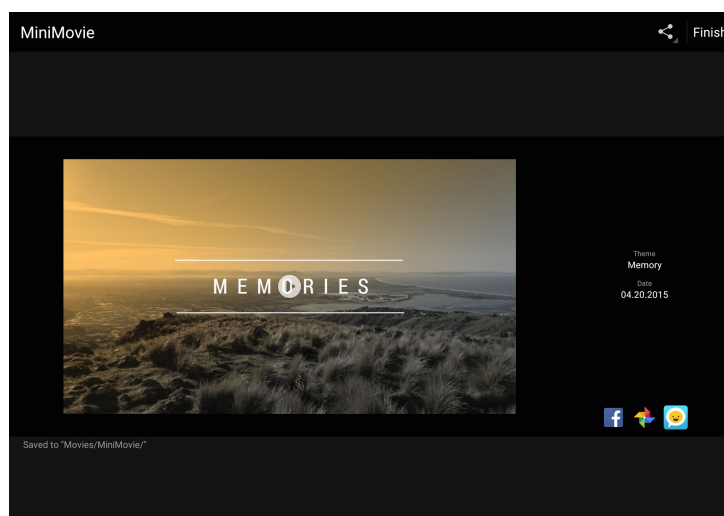 MiniMovie
Finish
MEMORIES
Theme
Memory
Date
04.20.2015
Saved to "Movies/MiniMovie/"